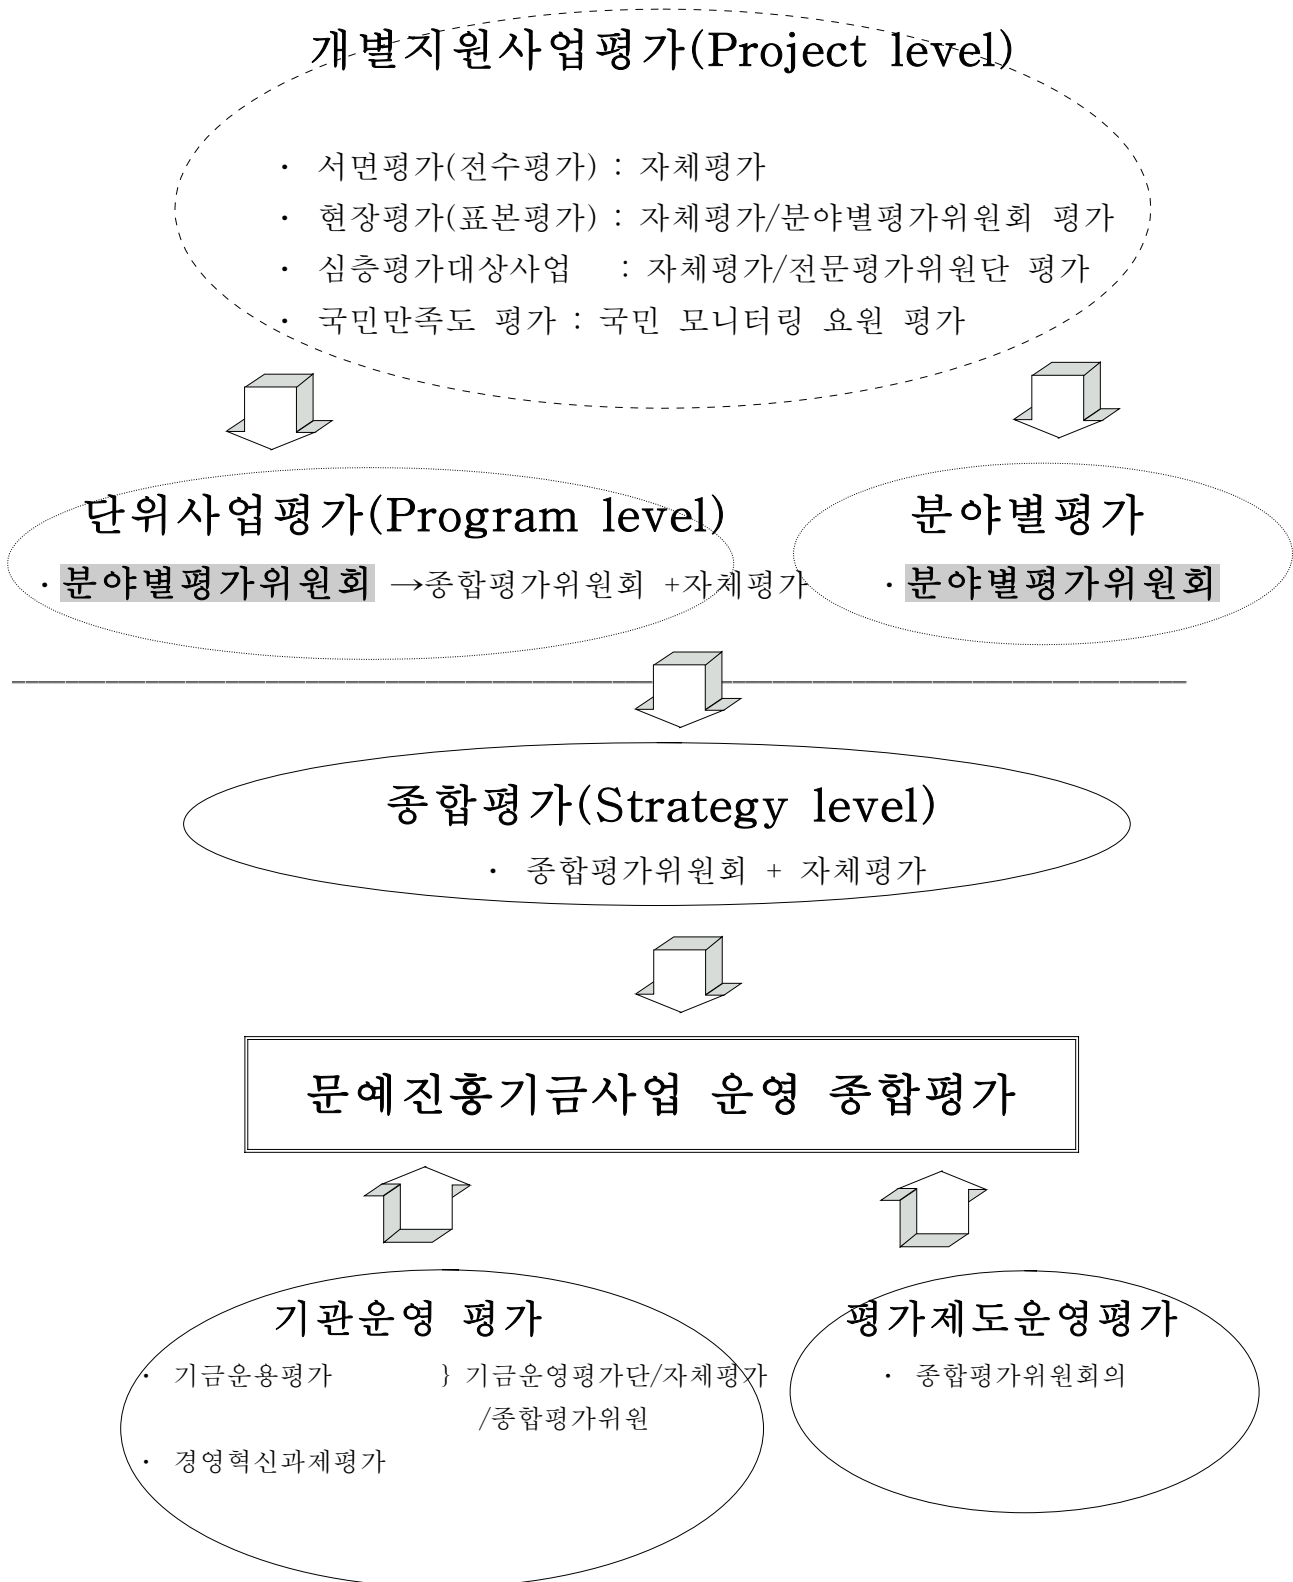 개별지원사업평가(Project level)
· 서면평가(전수평가) : 자체평가
· 현장평가(표본평가) : 자체평가/분야별평가위원회 평가
· 심층평가대상사업 : 자체평가/전문평가위원단 평가
· 국민만족도 평가 : 국민 모니터링 요원 평가
단위사업평가(Program level)
· 분야별평가위원회 →종합평가위원회 +자체평가
분야별평가
· 분야별평가위원회
종합평가(Strategy level)
· 종합평가위원회 + 자체평가
문예진흥기금사업 운영 종합평가
기관운영 평가
· 기금운용평가 } 기금운영평가단/자체평가
/종합평가위원
· 경영혁신과제평가
평가제도운영평가
· 종합평가위원회의